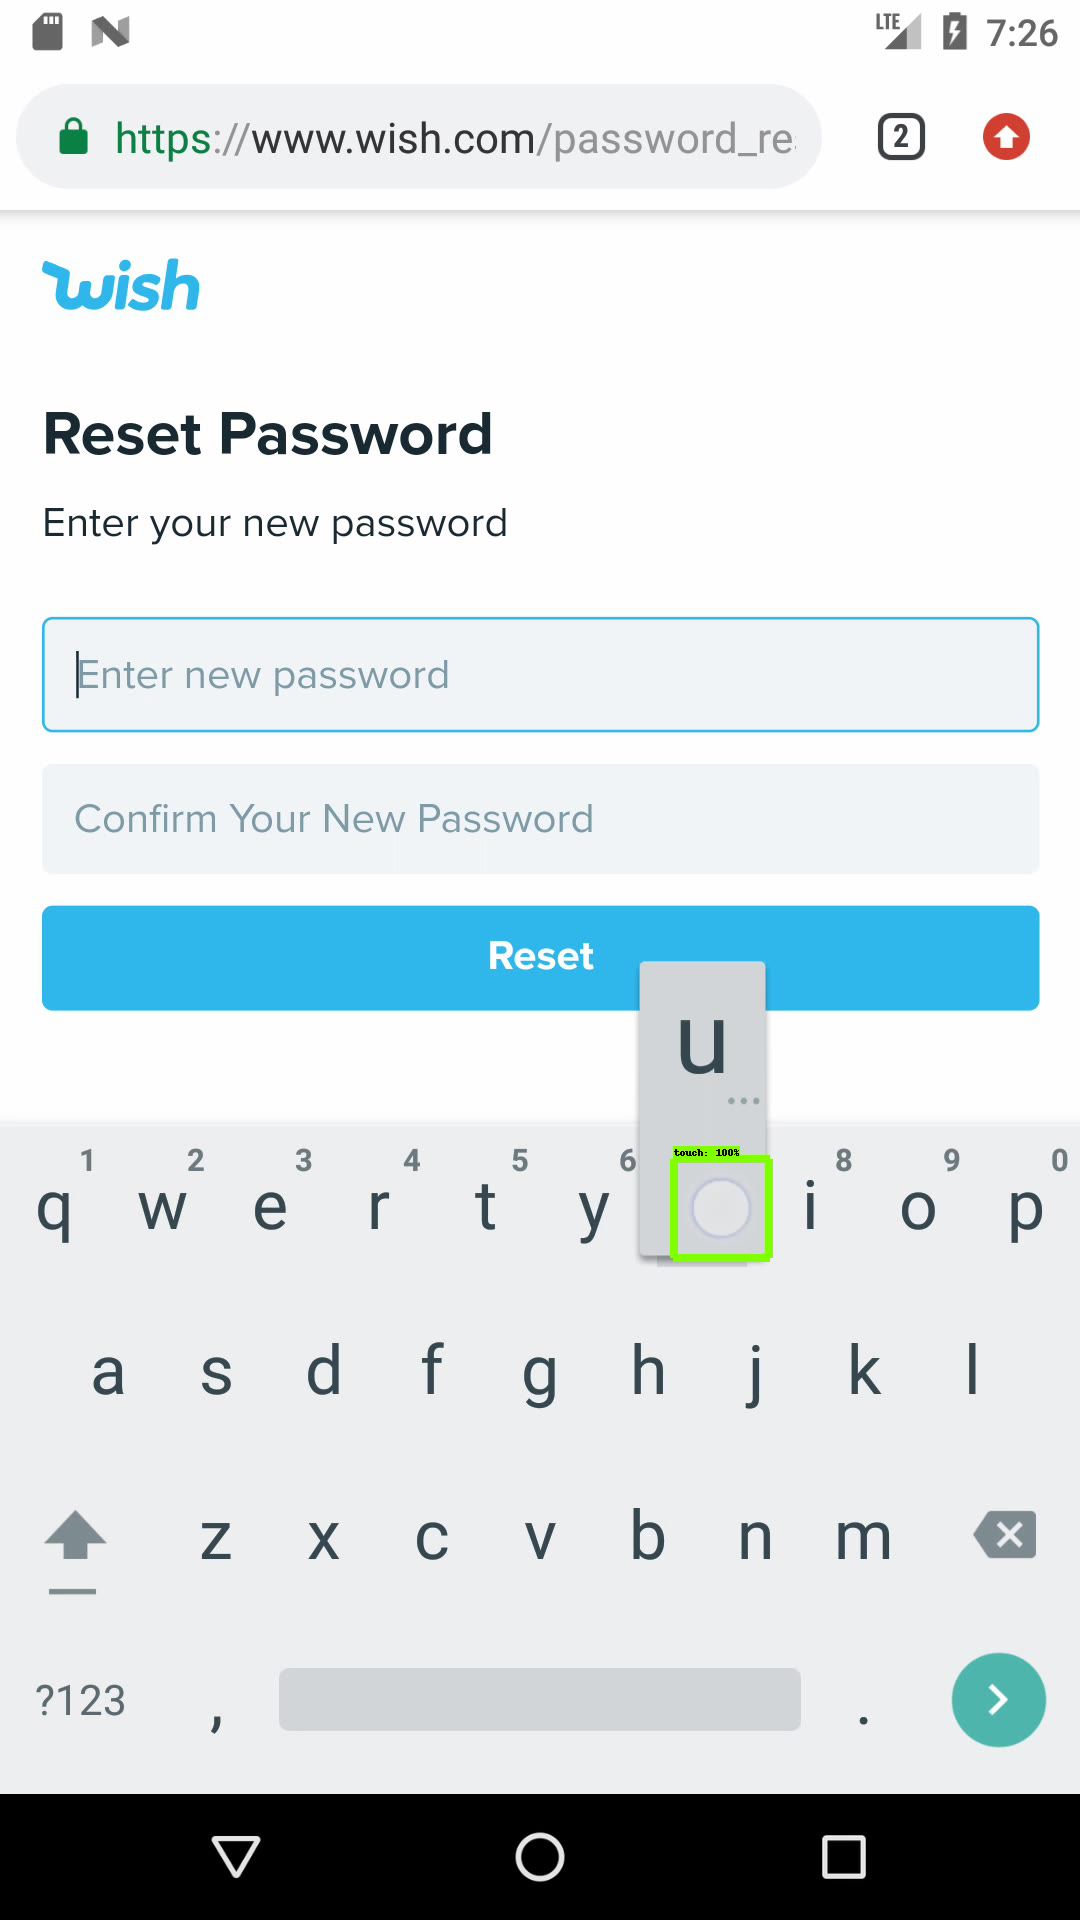 LTE 7:26
https://www.wish.com/password_re
2
wish
Reset Password
Enter your new password
Enter new password
Confirm Your New Password
Reset
u
...
touch: 100%
1 2 3 4 5 6 8 9 0
q w e r t y i o p
a s d f g h j k l
z x c v b n m
?123 , .